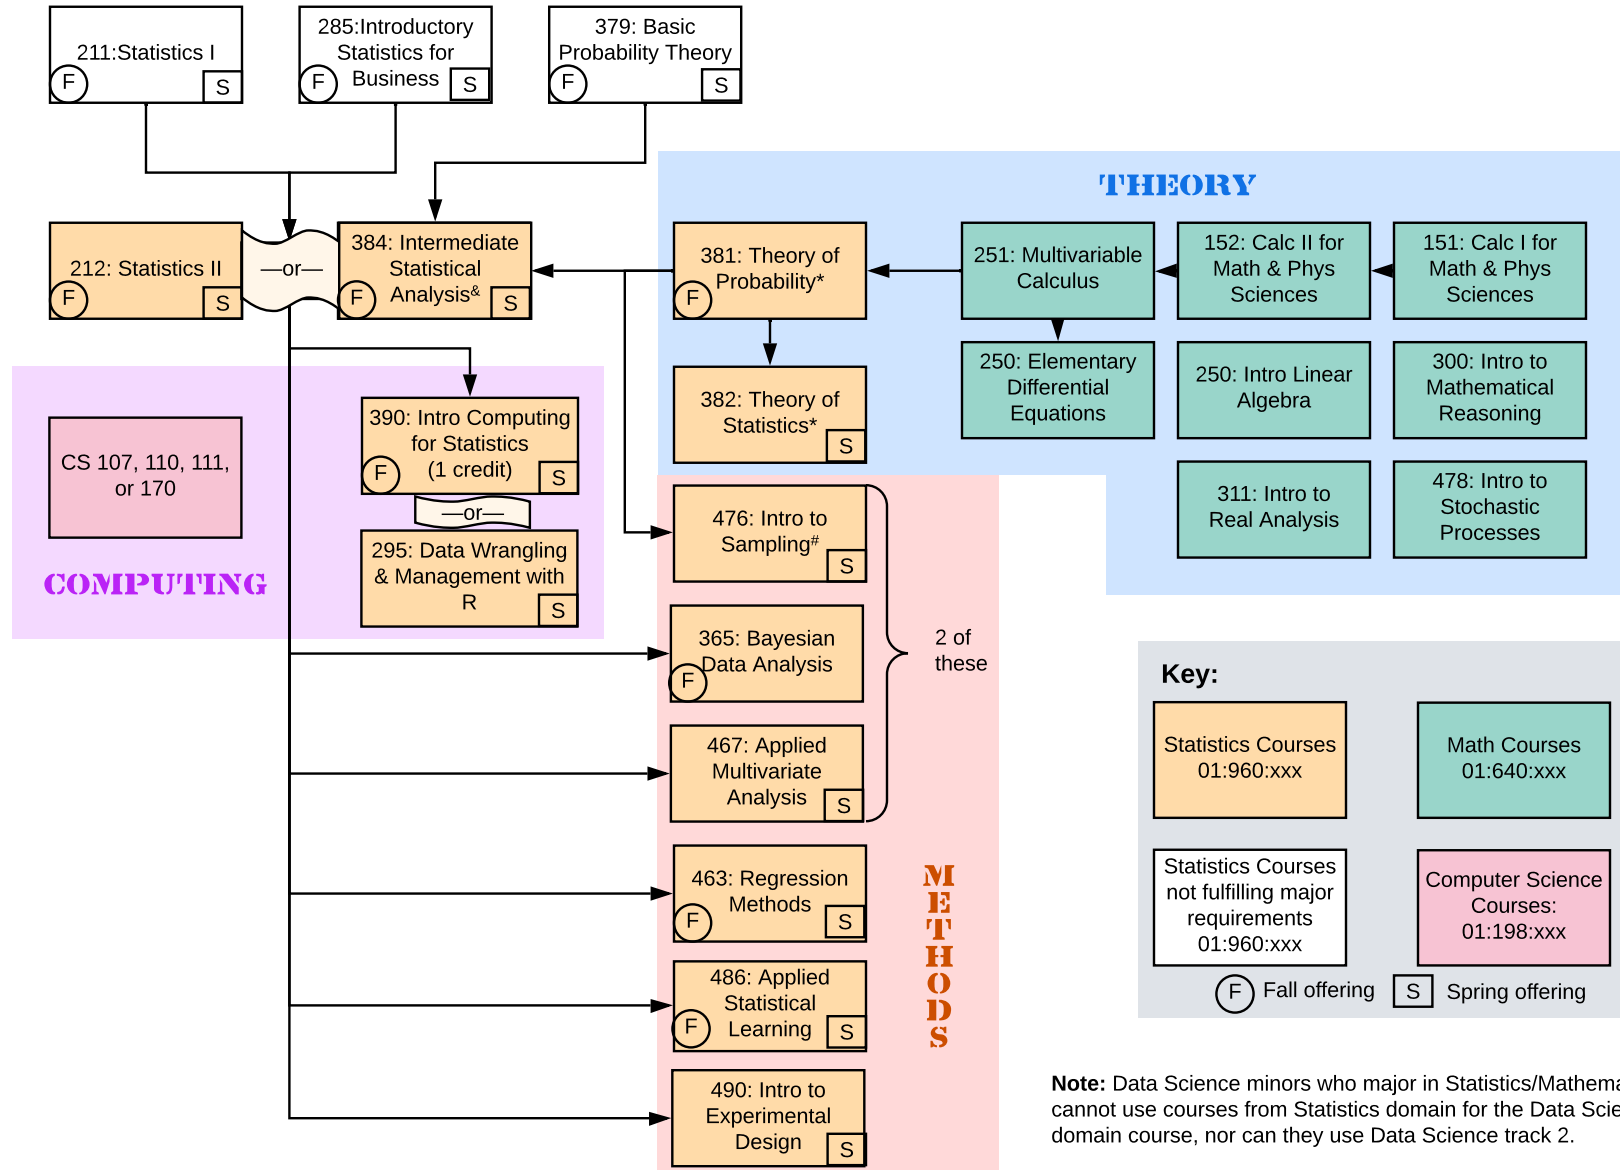 211:Statistics I
F
S
285:Introductory
Statistics for
Business
F
S
379: Basic
Probability Theory
F
S
THEORY
212: Statistics II
F
S
—or—
384: Intermediate
Statistical
Analysis&
F
S
381: Theory of
Probability*
F
251: Multivariable
Calculus
152: Calc II for
Math & Phys
Sciences
151: Calc I for
Math & Phys
Sciences
382: Theory of
Statistics*
S
250: Elementary
Differential
Equations
250: Intro Linear
Algebra
300: Intro to
Mathematical
Reasoning
311: Intro to
Real Analysis
478: Intro to
Stochastic
Processes
CS 107, 110, 111,
or 170
COMPUTING
390: Intro Computing
for Statistics
(1 credit)
F
S
—or—
295: Data Wrangling
& Management with
R
S
476: Intro to
Sampling#
S
365: Bayesian
Data Analysis
F
2 of
these
467: Applied
Multivariate
Analysis
S
463: Regression
Methods
F
S
486: Applied
Statistical
Learning
F
S
490: Intro to
Experimental
Design
S
METHODS
Key:
Statistics Courses
01:960:xxx
Math Courses
01:640:xxx
Statistics Courses
not fulfilling major
requirements
01:960:xxx
Computer Science
Courses:
01:198:xxx
F
Fall offering
S
Spring offering
Note: Data Science minors who major in Statistics/Mathema
cannot use courses from Statistics domain for the Data Scie
domain course, nor can they use Data Science track 2.